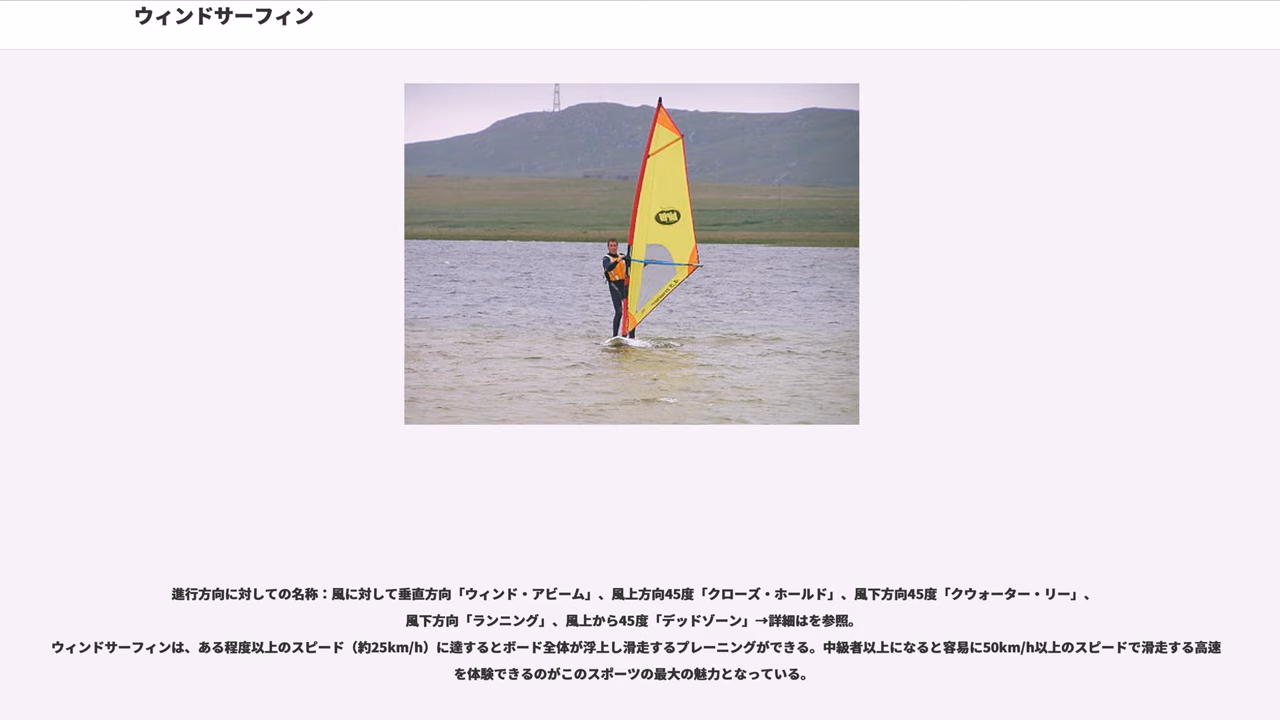 ウィンドサーフィン
進行方向に対しての名称：風に対して垂直方向「ウィンド・アビーム」、風上方向45度「クローズ・ホールド」、風下方向45度「クウォーター・リー」、
風下方向「ランニング」、風上から45度「デッドゾーン」→詳細はを参照。
ウィンドサーフィンは、ある程度以上のスピード（約25km/h）に達するとボード全体が浮上し滑走するプレーニングができる。中級者以上になると容易に50km/h以上のスピードで滑走する高速
を体験できるのがこのスポーツの最大の魅力となっている。